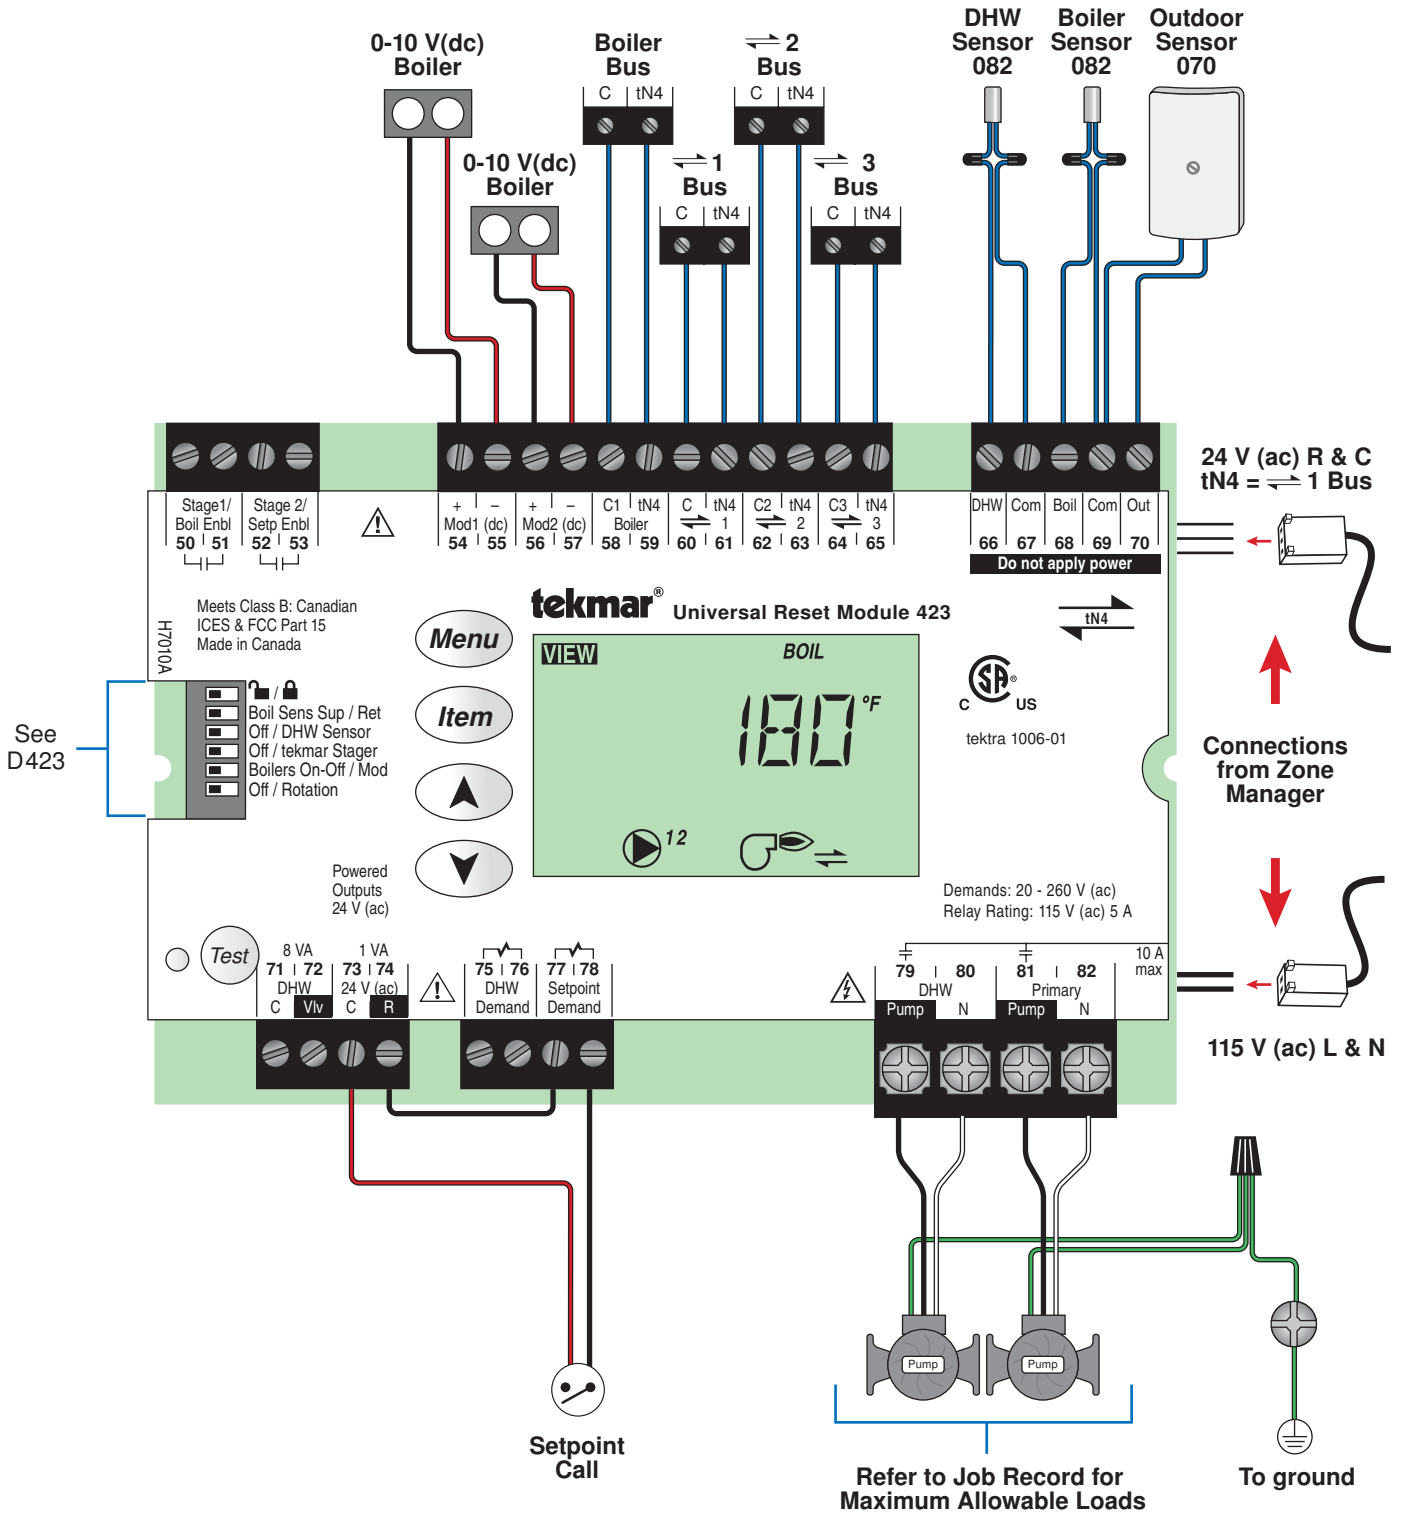 0-10 V(dc)
Boiler
Boiler
Bus
C tN4
⇌ 2
Bus
C tN4
DHW
Sensor
082
Boiler
Sensor
082
Outdoor
Sensor
070
0-10 V(dc)
Boiler
⇌ 1
Bus
C tN4
⇌ 3
Bus
C tN4
24 V (ac) R & C
tN4 = ⇌ 1 Bus
Stage1/
Boil Enbl
50 51
Stage 2/
Setp Enbl
52 53
+ –
Mod1 (dc)
54 55
+ –
Mod2 (dc)
56 57
C1 tN4
Boiler
58 59
C tN4
⇌ 1
60 61
C2 tN4
⇌ 2
62 63
C3 tN4
⇌ 3
64 65
DHW Com Boil Com Out
66 67 68 69 70
Do not apply power
Meets Class B: Canadian
ICES & FCC Part 15
Made in Canada
H7010A
tekmar® Universal Reset Module 423
tN4
Menu
Item
VIEW
BOIL
180 °F
1 2
C SA® US
tektra 1006-01
See
D423
/
Boil Sens Sup / Ret
Off / DHW Sensor
Off / tekmar Stager
Boilers On-Off / Mod
Off / Rotation
Connections
from Zone
Manager
Powered
Outputs
24 V (ac)
Demands: 20 - 260 V (ac)
Relay Rating: 115 V (ac) 5 A
Test
8 VA
71 72
DHW
C Vlv
1 VA
73 74
24 V (ac)
C R
75 76
DHW
Demand
77 78
Setpoint
Demand
79 80
DHW
Pump N
81 82
Primary
Pump N
10 A
max
115 V (ac) L & N
Pump
Pump
Setpoint
Call
Refer to Job Record for
Maximum Allowable Loads
To ground